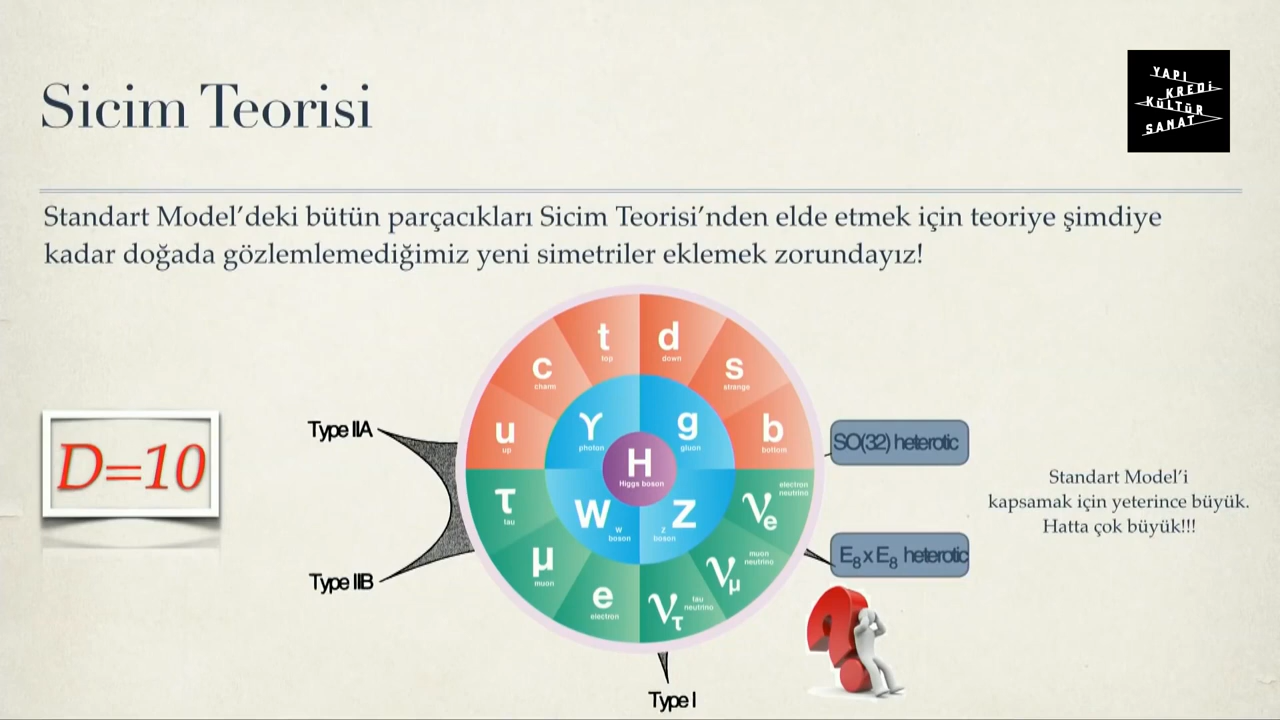 Sicim Teorisi
YAPI
KREDİ
KÜLTÜR
SANAT
Standart Model’deki bütün parçacıkları Sicim Teorisi’nden elde etmek için teoriye şimdiye
kadar doğada gözlemlemediğimiz yeni simetriler eklemek zorundayız!
D=10
Type IIA
Type IIB
t
top
d
down
c
charm
s
strange
u
up
b
bottom
γ
photon
g
gluon
H
Higgs boson
W
W
boson
Z
Z
boson
τ
tau
νe
electron
neutrino
μ
muon
νμ
muon
neutrino
e
electron
ντ
tau
neutrino
Type I
SO(32) heterotic
E8 x E8 heterotic
Standart Model’i
kapsamak için yeterince büyük.
Hatta çok büyük!!!
?